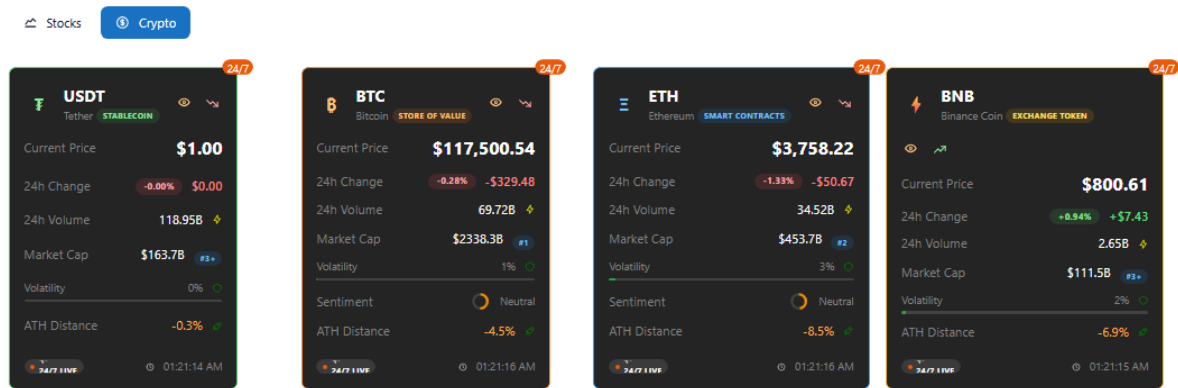 Stocks
Crypto
24/7
USDT
Tether STABLECOIN
Current Price $1.00
24h Change -0.00% $0.00
24h Volume 118.95B
Market Cap $163.7B #3+
Volatility 0%
ATH Distance -0.3%
24/7 LIVE 01:21:14 AM
24/7
BTC
Bitcoin STORE OF VALUE
Current Price $117,500.54
24h Change -0.28% -$329.48
24h Volume 69.72B
Market Cap $2338.3B #1
Volatility 1%
Sentiment Neutral
ATH Distance -4.5%
24/7 LIVE 01:21:16 AM
24/7
ETH
Ethereum SMART CONTRACTS
Current Price $3,758.22
24h Change -1.33% -$50.67
24h Volume 34.52B
Market Cap $453.7B #2
Volatility 3%
Sentiment Neutral
ATH Distance -8.5%
24/7 LIVE 01:21:16 AM
24/7
BNB
Binance Coin EXCHANGE TOKEN
Current Price $800.61
24h Change +0.94% +$7.43
24h Volume 2.65B
Market Cap $111.5B #3+
Volatility 2%
ATH Distance -6.9%
24/7 LIVE 01:21:15 AM